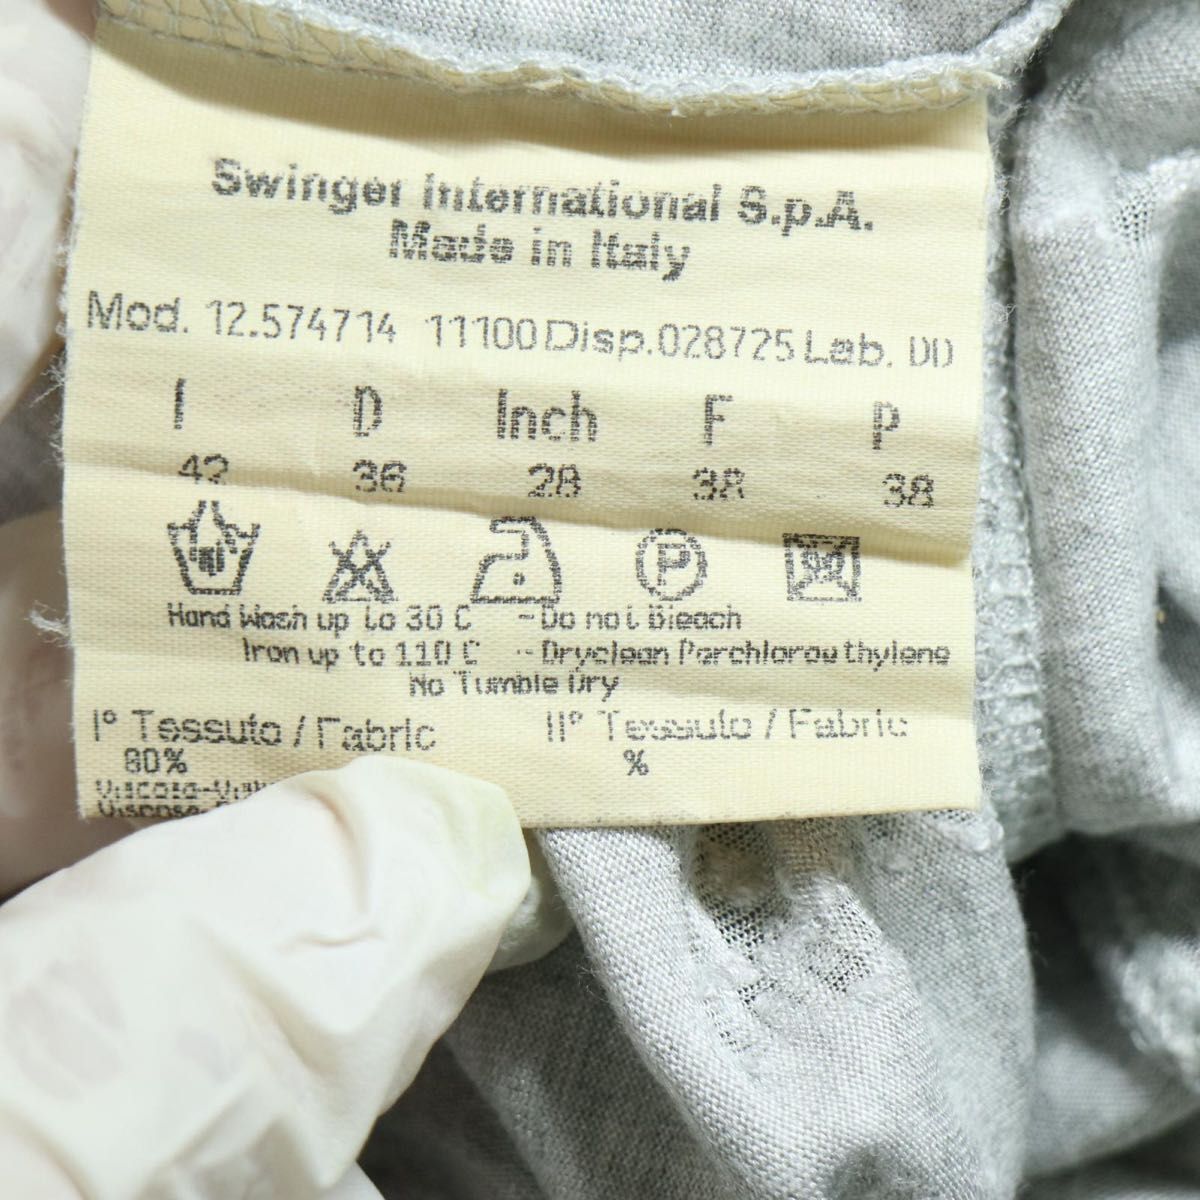 Swinger International S.p.A.
Made in Italy
Mod. 12.574714 11100 Disp.028725 Lab. DD
I D Inch F P
42 36 28 38 38
P
Hand Wash up to 30 C - Do not Bleach
Iron up to 110 C - Dryclean Perchloroethylene
No Tumble Dry
I° Tessuto / Fabric II° Tessuto / Fabric
80% %